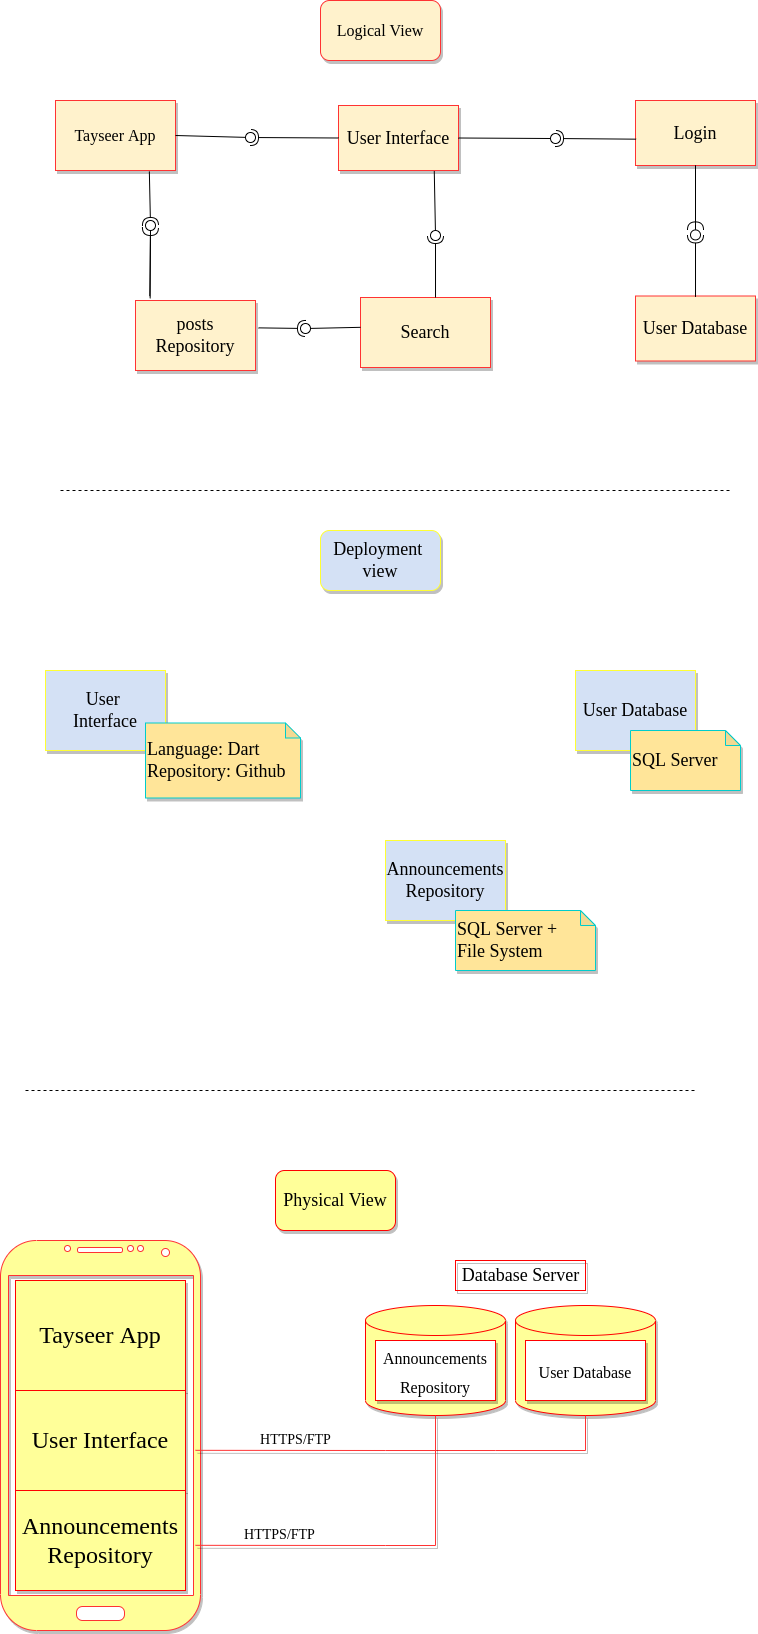 Logical View
Tayseer App
User Interface
Login
posts
Repository
Search
User Database
Deployment
view
User
Interface
Language: Dart
Repository: Github
User Database
SQL Server
Announcements
Repository
SQL Server +
File System
Physical View
Database Server
Tayseer App
Announcements
Repository
User Database
User Interface
HTTPS/FTP
Announcements
Repository
HTTPS/FTP